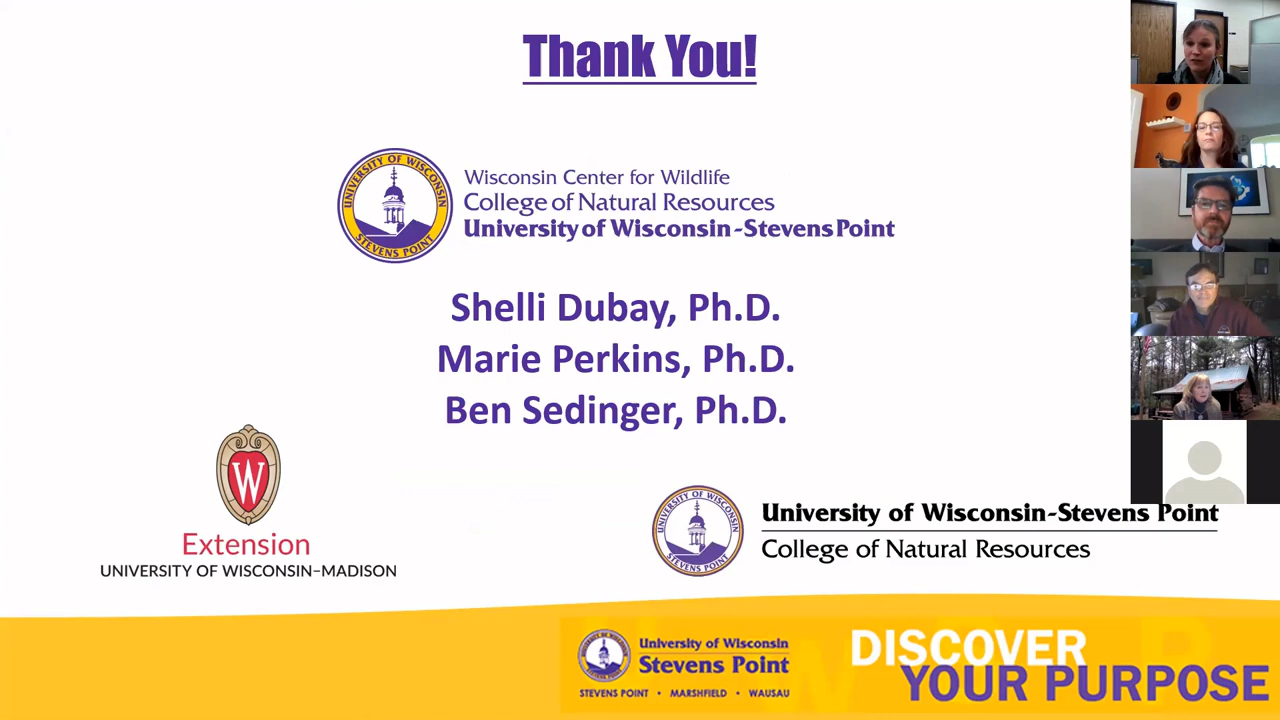 Thank You!
UNIVERSITY OF WISCONSIN
STEVENS POINT
Wisconsin Center for Wildlife
College of Natural Resources
University of Wisconsin-Stevens Point
Shelli Dubay, Ph.D.
Marie Perkins, Ph.D.
Ben Sedinger, Ph.D.
W
Extension
UNIVERSITY OF WISCONSIN–MADISON
UNIVERSITY OF WISCONSIN
STEVENS POINT
University of Wisconsin-Stevens Point
College of Natural Resources
University of Wisconsin
Stevens Point
STEVENS POINT • MARSHFIELD • WAUSAU
DISCOVER
YOUR PURPOSE